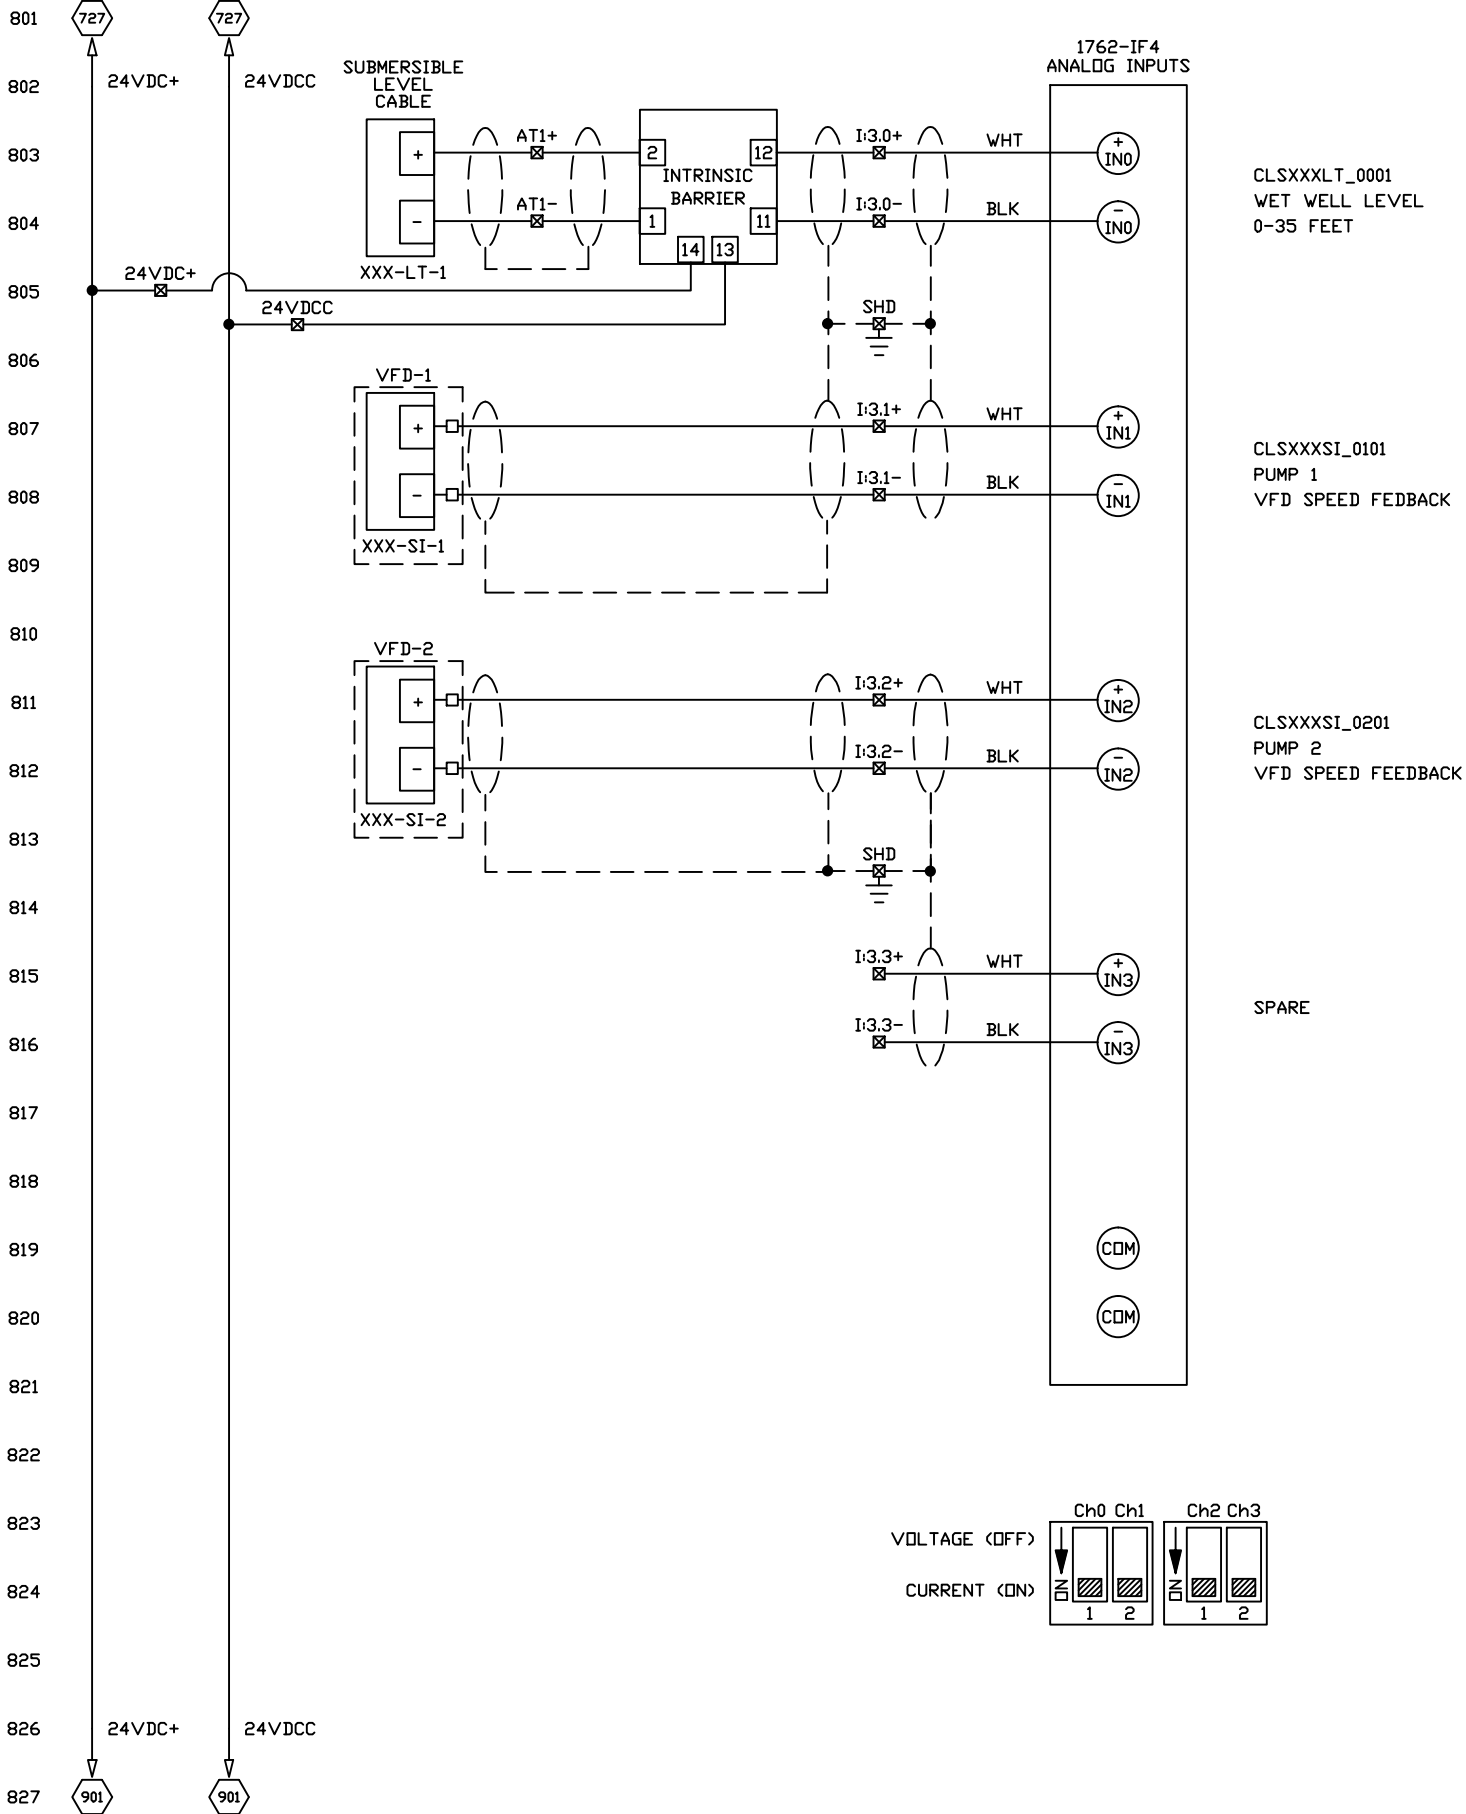 801 727 727
1762-IF4
ANALOG INPUTS
802 24VDC+ 24VDCC
SUBMERSIBLE
LEVEL
CABLE
803 + AT1+ 2 12 I:3.0+ WHT + IN0
INTRINSIC
BARRIER
CLSXXXLT_0001
WET WELL LEVEL
0-35 FEET
804 - AT1- 1 11 I:3.0- BLK - IN0
14 13
XXX-LT-1
805 24VDC+
24VDCC
SHD
806
VFD-1
807 + I:3.1+ WHT + IN1
CLSXXXSI_0101
PUMP 1
VFD SPEED FEDBACK
808 - I:3.1- BLK - IN1
XXX-SI-1
809
810
VFD-2
811 + I:3.2+ WHT + IN2
CLSXXXSI_0201
PUMP 2
VFD SPEED FEEDBACK
812 - I:3.2- BLK - IN2
XXX-SI-2
813
SHD
814
815 I:3.3+ WHT + IN3
SPARE
816 I:3.3- BLK - IN3
817
818
819 COM
820 COM
821
822
823 Ch0 Ch1 Ch2 Ch3
VOLTAGE (OFF)
824 CURRENT (ON) ON ON
1 2 1 2
825
826 24VDC+ 24VDCC
827 901 901